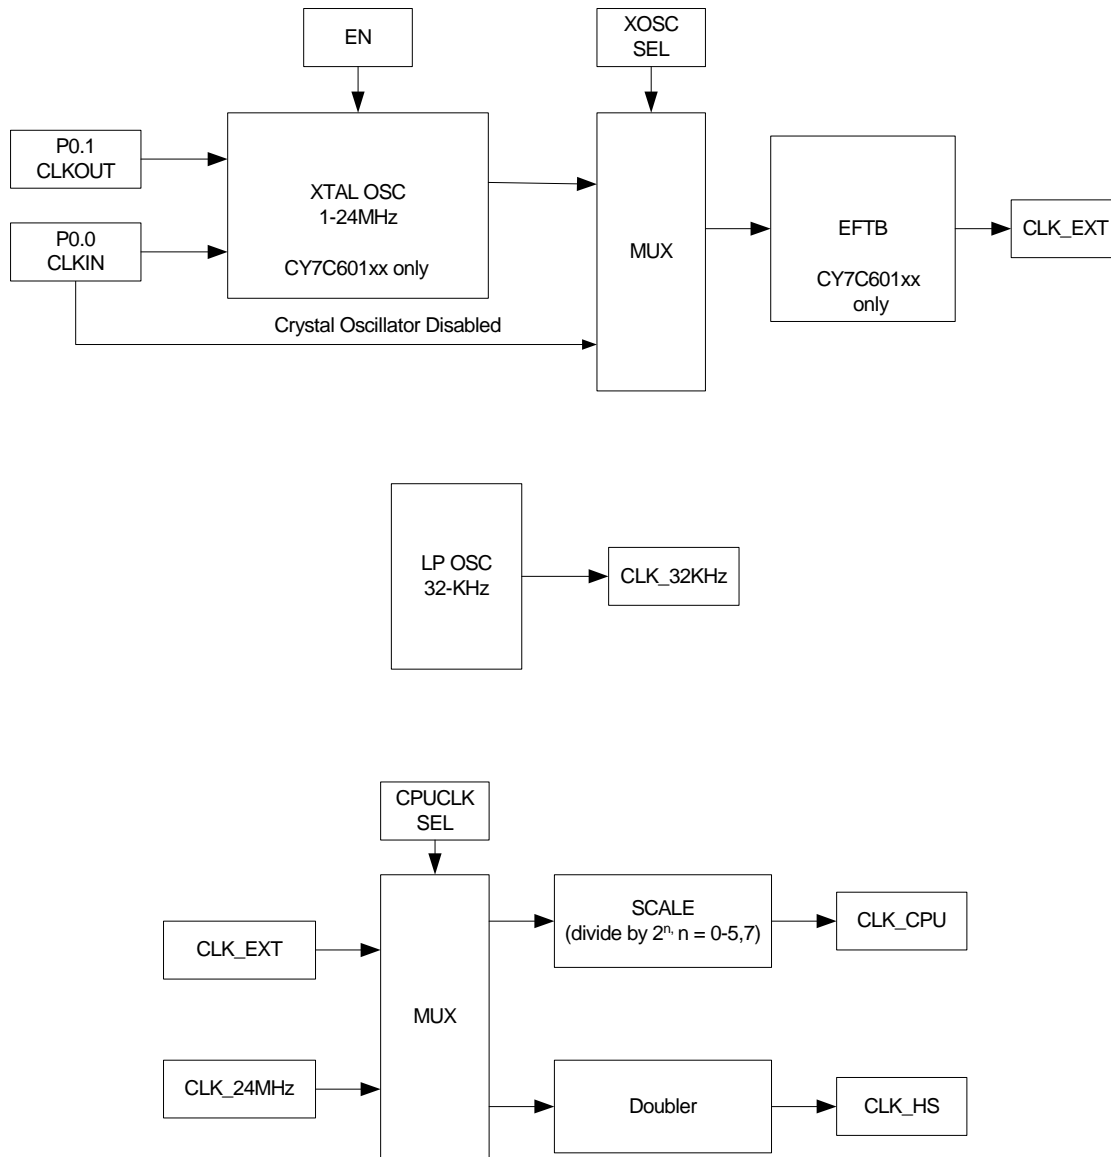 EN
XOSC
SEL
P0.1
CLKOUT
XTAL OSC
1-24MHz
CY7C601xx only
P0.0
CLKIN
MUX
EFTB
CY7C601xx
only
CLK_EXT
Crystal Oscillator Disabled
LP OSC
32-KHz
CLK_32KHz
CPUCLK
SEL
SCALE
(divide by 2ⁿ, n = 0-5,7)
CLK_CPU
CLK_EXT
MUX
CLK_24MHz
Doubler
CLK_HS